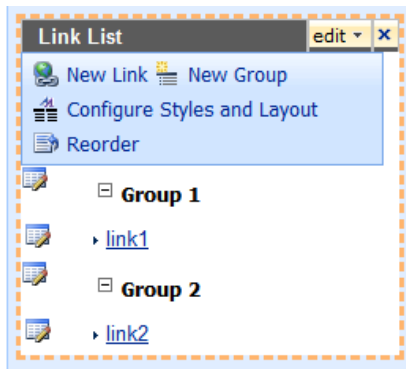 Link List edit
New Link New Group
Configure Styles and Layout
Reorder
Group 1
link1
Group 2
link2